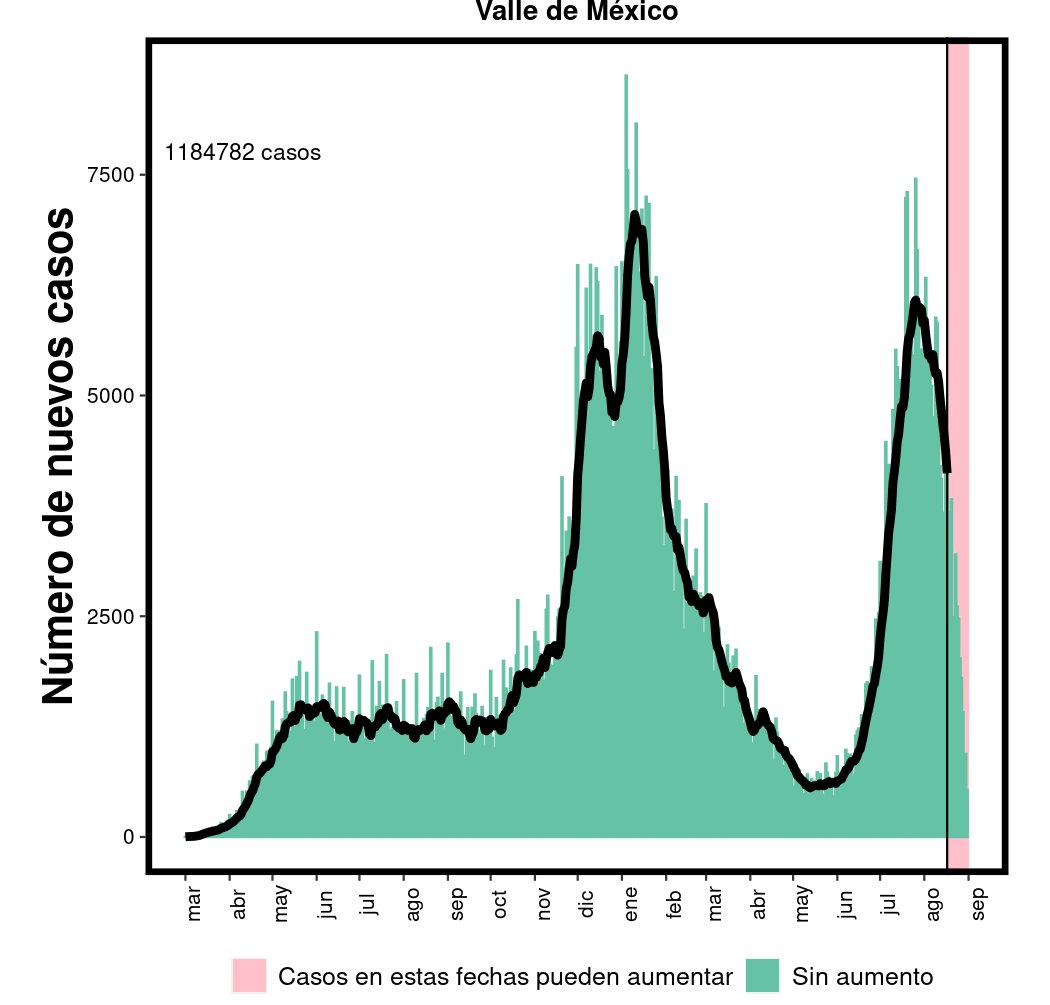 Valle de México
1184782 casos
Número de nuevos casos
7500
5000
2500
0
mar abr may jun jul ago sep oct nov dic ene feb mar abr may jun jul ago sep
Casos en estas fechas pueden aumentar Sin aumento